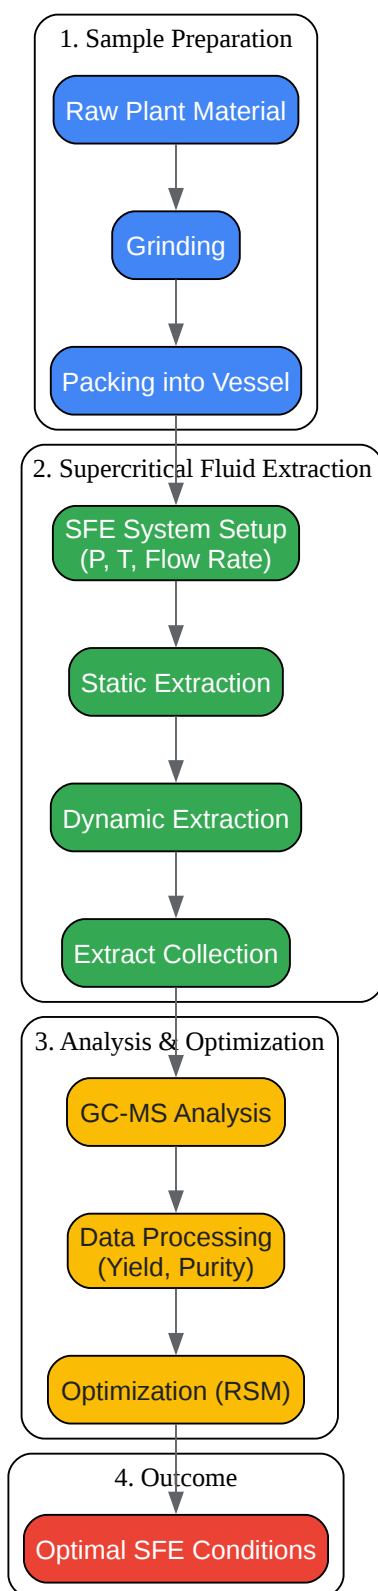 1. Sample Preparation
Raw Plant Material
Grinding
Packing into Vessel
2. Supercritical Fluid Extraction
SFE System Setup
(P, T, Flow Rate)
Static Extraction
Dynamic Extraction
Extract Collection
3. Analysis & Optimization
GC-MS Analysis
Data Processing
(Yield, Purity)
Optimization (RSM)
4. Outcome
Optimal SFE Conditions